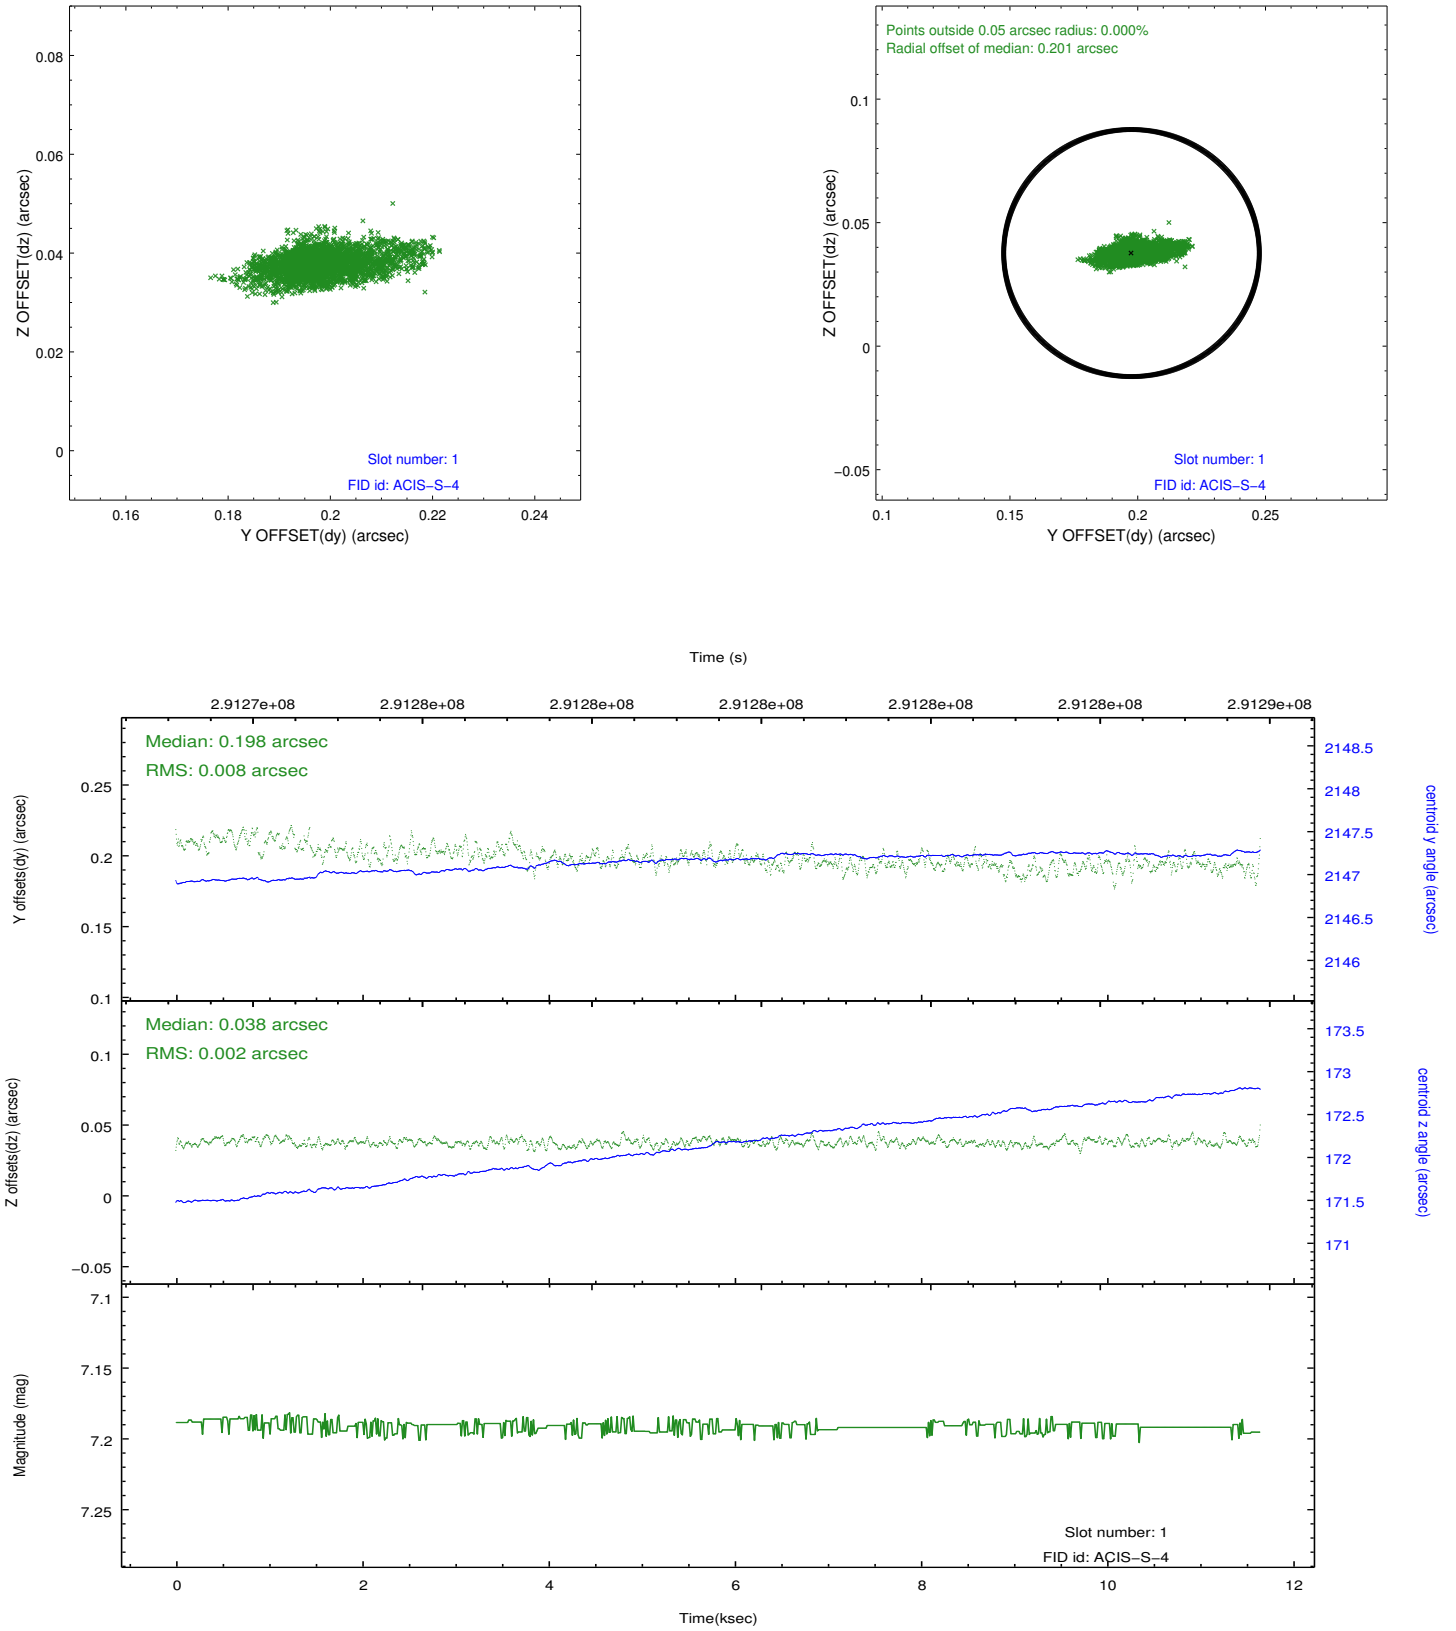 0.08
0.06
0.04
0.02
0
Z OFFSET(dz) (arcsec)
Slot number: 1
FID id: ACIS−S−4
0.16 0.18 0.2 0.22 0.24
Y OFFSET(dy) (arcsec)
Points outside 0.05 arcsec radius: 0.000%
Radial offset of median: 0.201 arcsec
0.1
0.05
0
−0.05
Z OFFSET(dz) (arcsec)
Slot number: 1
FID id: ACIS−S−4
0.1 0.15 0.2 0.25
Y OFFSET(dy) (arcsec)
Time (s)
2.9127e+08 2.9128e+08 2.9128e+08 2.9128e+08 2.9128e+08 2.9128e+08 2.9129e+08
Median: 0.198 arcsec
RMS: 0.008 arcsec
0.25
0.2
0.15
0.1
Y offsets(dy) (arcsec)
2148.5
2148
2147.5
2147
2146.5
2146
centroid y angle (arcsec)
Median: 0.038 arcsec
RMS: 0.002 arcsec
0.1
0.05
0
−0.05
Z offsets(dz) (arcsec)
173.5
173
172.5
172
171.5
171
centroid z angle (arcsec)
7.1
7.15
7.2
7.25
Magnitude (mag)
Slot number: 1
FID id: ACIS−S−4
0 2 4 6 8 10 12
Time(ksec)